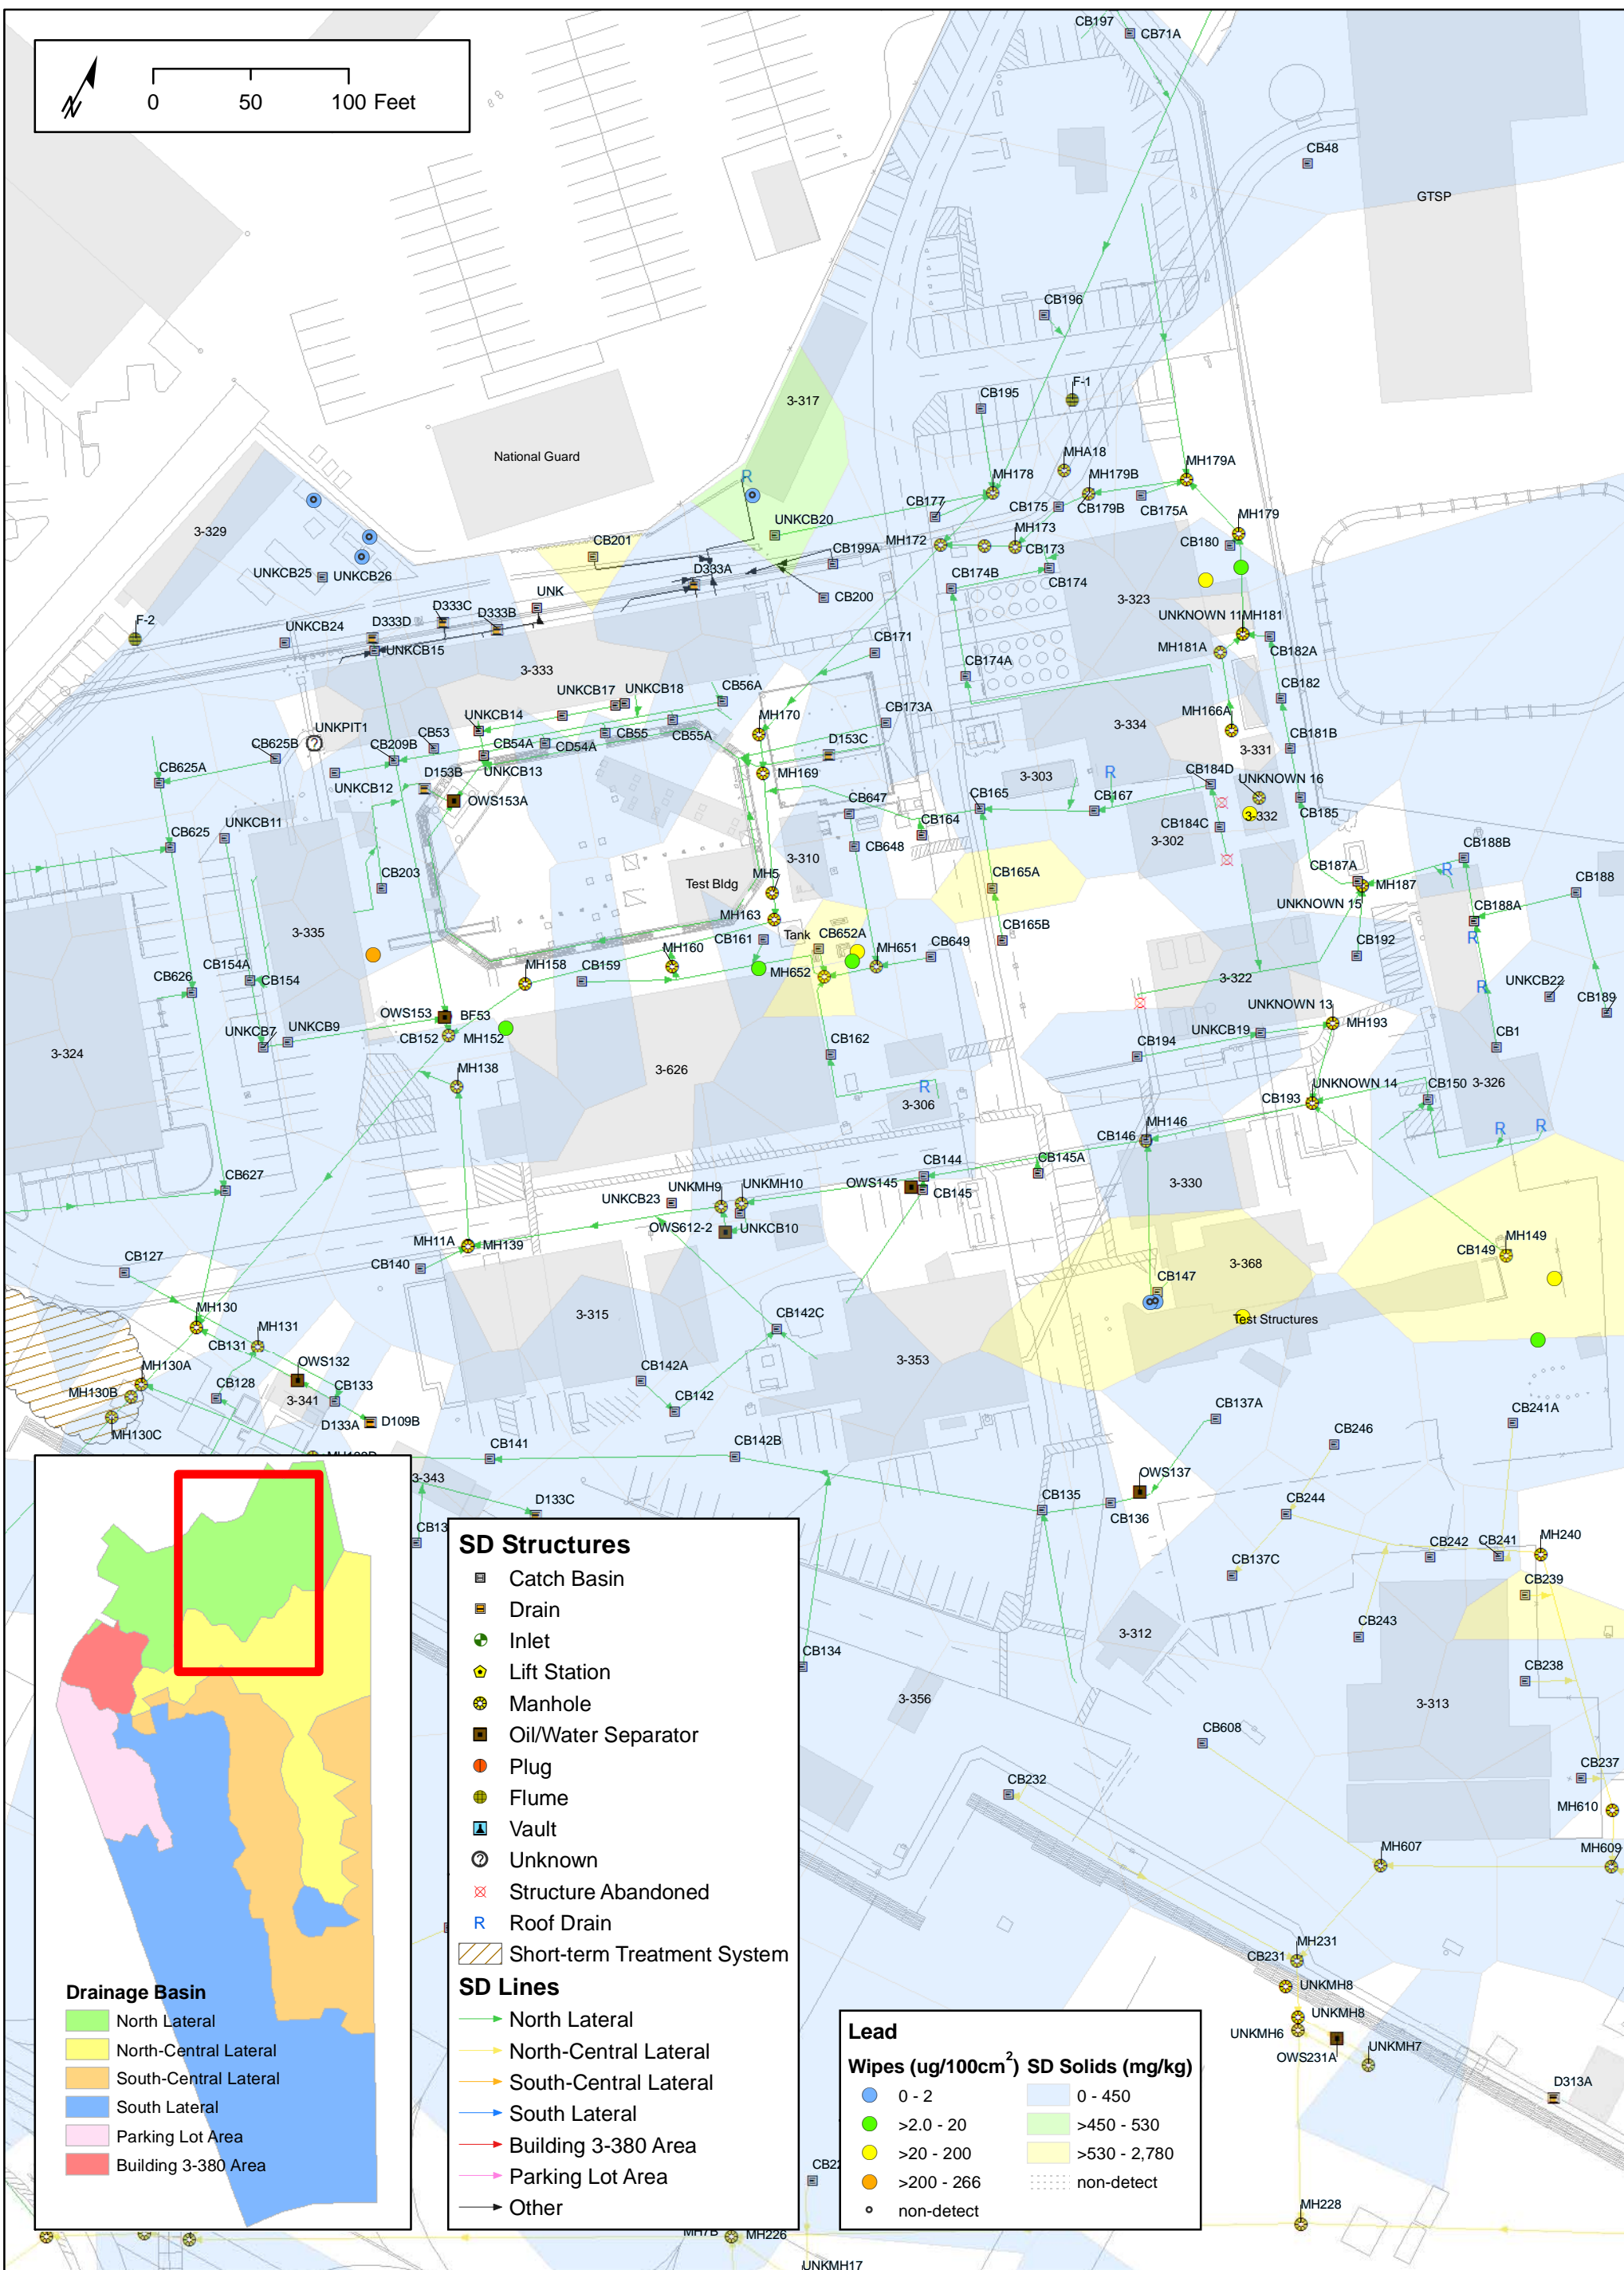 CB197
CB71A
N
0 50 100 Feet
CB48
GTSP
CB196
F-1
CB195
3-317
National Guard
R
MHA18
MH178
MH179B
MH179A
CB177
CB175
CB179B
CB175A
3-329
UNKCB20
MH172
MH173
MH179
CB180
CB201
CB199A
CB173
UNKCB25
UNKCB26
D333A
CB174B
CB174
UNK
CB200
3-323
D333C
D333B
UNKNOWN 11
MH181
F-2
UNKCB24
D333D
UNKCB15
CB171
MH181A
CB182A
3-333
CB174A
UNKCB17
UNKCB18
CB56A
CB182
UNKCB14
MH170
CB173A
MH166A
UNKPIT1
CB53
3-334
CB625B
CB209B
CB54A
CD54A
CB55
CB55A
D153C
3-331
CB181B
CB625A
UNKCB12
D153B
UNKCB13
MH169
3-303
R
CB184D
UNKNOWN 16
OWS153A
CB647
CB165
CB167
3-332
CB185
CB625
UNKCB11
CB164
CB184C
CB648
3-302
3-310
CB188B
CB187A
R
CB203
Test Bldg
MH5
CB165A
MH187
CB188
MH163
UNKNOWN 15
CB188A
3-335
CB161
Tank
CB652A
CB165B
R
MH160
MH651
CB649
CB192
CB154A
CB154
MH158
CB159
MH652
3-322
R
UNKCB22
CB626
CB189
OWS153
BF53
UNKNOWN 13
MH193
UNKCB7
UNKCB9
CB152
MH152
UNKCB19
CB1
3-324
CB162
CB194
MH138
3-626
R
UNKNOWN 14
CB150
3-326
3-306
CB193
R
R
CB146
MH146
CB144
CB145A
CB627
UNKMH9
UNKMH10
OWS145
CB145
3-330
UNKCB23
OWS612-2
UNKCB10
MH11A
MH139
MH149
CB149
CB127
CB140
3-368
CB147
MH130
MH131
3-315
CB142C
Test Structures
CB131
OWS132
3-353
MH130A
CB142A
MH130B
CB128
CB133
CB142
3-341
D133A
D109B
MH130C
CB137A
CB241A
CB246
CB141
CB142B
3-343
OWS137
D133C
CB135
CB136
CB244
CB242
CB241
MH240
CB137C
CB239
CB134
3-312
CB243
CB238
3-356
3-313
CB608
CB232
CB237
MH610
MH607
MH609
MH231
CB231
UNKMH8
UNKMH8
UNKMH6
OWS231A
UNKMH7
D313A
MH228
MH7B
MH226
UNKMH17
Drainage Basin
North Lateral
North-Central Lateral
South-Central Lateral
South Lateral
Parking Lot Area
Building 3-380 Area
SD Structures
Catch Basin
Drain
Inlet
Lift Station
Manhole
Oil/Water Separator
Plug
Flume
Vault
Unknown
Structure Abandoned
R Roof Drain
Short-term Treatment System
SD Lines
North Lateral
North-Central Lateral
South-Central Lateral
South Lateral
Building 3-380 Area
Parking Lot Area
Other
Lead
Wipes (ug/100cm²) SD Solids (mg/kg)
0 - 2 0 - 450
>2.0 - 20 >450 - 530
>20 - 200 >530 - 2,780
>200 - 266 non-detect
non-detect